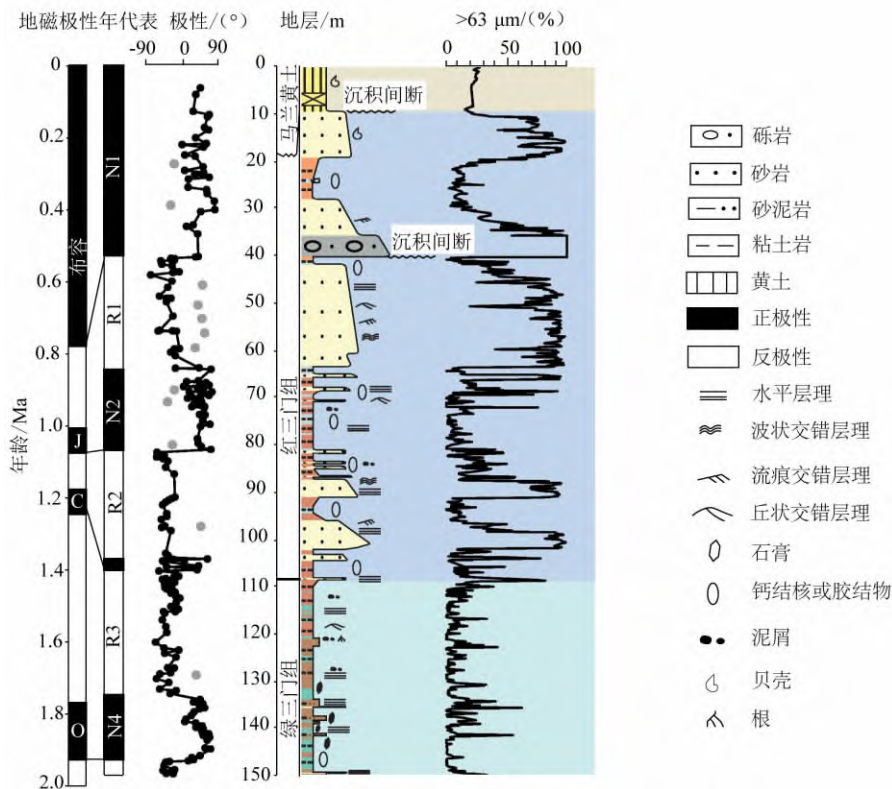 地磁极性年代表 极性/(°) 地层/m >63 μm/(%)
-90 0 90
0 50 100
年龄/Ma
0
0.2
0.4
0.6
0.8
1.0
1.2
1.4
1.6
1.8
2.0
布容
J
C
O
N1
R1
N2
R2
R3
N4
0
10
20
30
40
50
60
70
80
90
100
110
120
130
140
150
马兰黄土
红三门组
绿三门组
沉积间断
沉积间断
砾岩
砂岩
砂泥岩
粘土岩
黄土
正极性
反极性
水平层理
波状交错层理
流痕交错层理
丘状交错层理
石膏
钙结核或胶结物
泥屑
贝壳
根